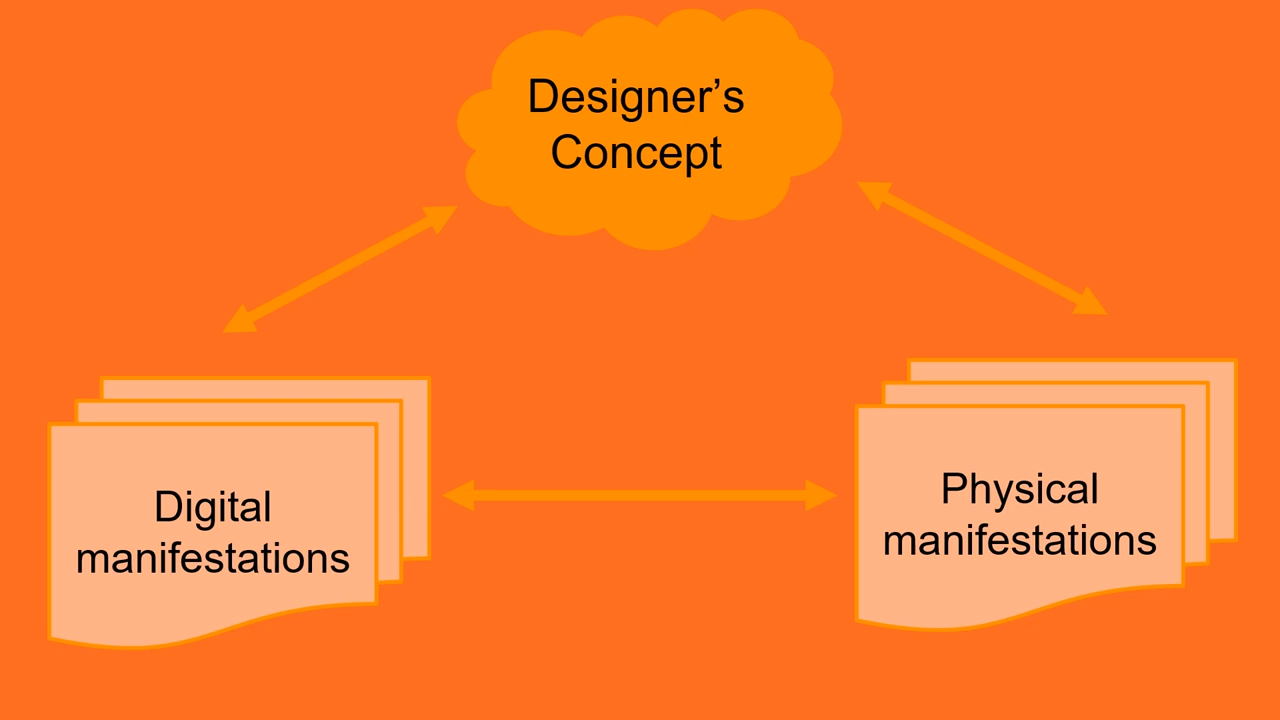 Designer’s
Concept
Digital
manifestations
Physical
manifestations